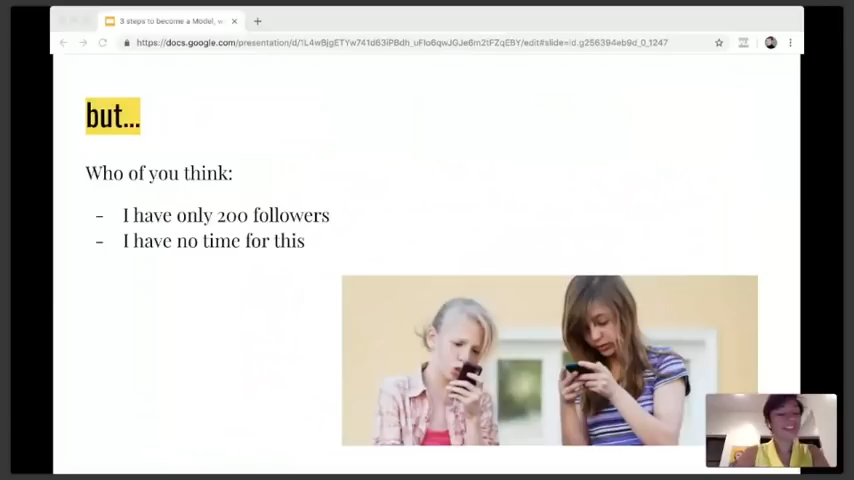 3 steps to become a Model, w
https://docs.google.com/presentation/d/1L4wBjgETYw741d63iPBdh_uFlo6qwJGJe6m2tFZqEBY/edit#slide=id.g256394eb9d_0_1247
but...
Who of you think:
- I have only 200 followers
- I have no time for this